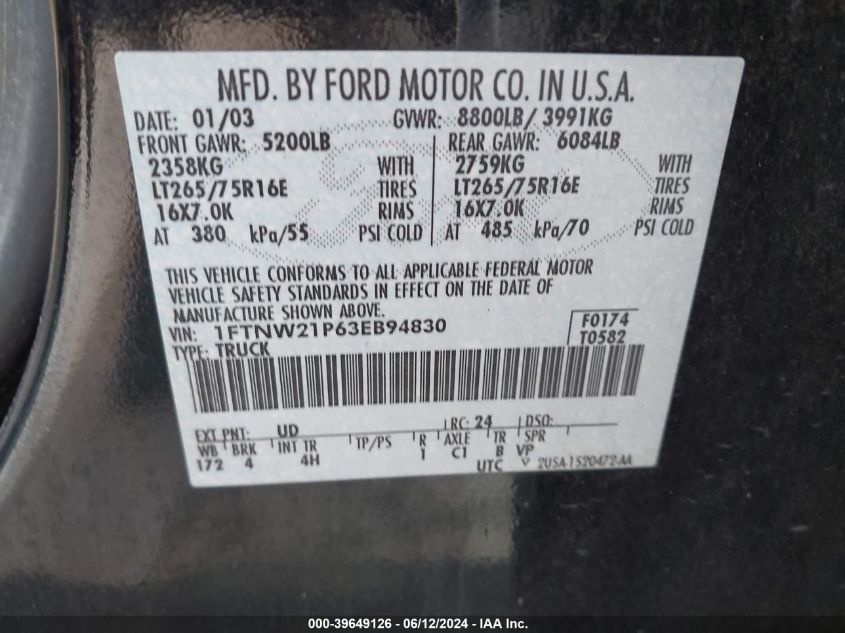 MFD. BY FORD MOTOR CO. IN U.S.A.
DATE: 01/03 GVWR: 8800LB/ 3991KG
FRONT GAWR: 5200LB REAR GAWR: 6084LB
2358KG WITH 2759KG WITH
LT265/75R16E TIRES LT265/75R16E TIRES
16X7.0K RIMS 16X7.0K RIMS
AT 380 kPa/55 PSI COLD AT 485 kPa/70 PSI COLD
THIS VEHICLE CONFORMS TO ALL APPLICABLE FEDERAL MOTOR
VEHICLE SAFETY STANDARDS IN EFFECT ON THE DATE OF
MANUFACTURE SHOWN ABOVE.
VIN: 1FTNW21P63EB94830 F0174
TYPE: TRUCK T0582
EXT PNT: UD RC: 24 DSO:
WB BRK INT TR TP/PS R AXLE TR SPR
172 4 4H 1 C1 B VP
UTC 2USA-1520472-AA
000-39649126 - 06/12/2024 - IAA Inc.